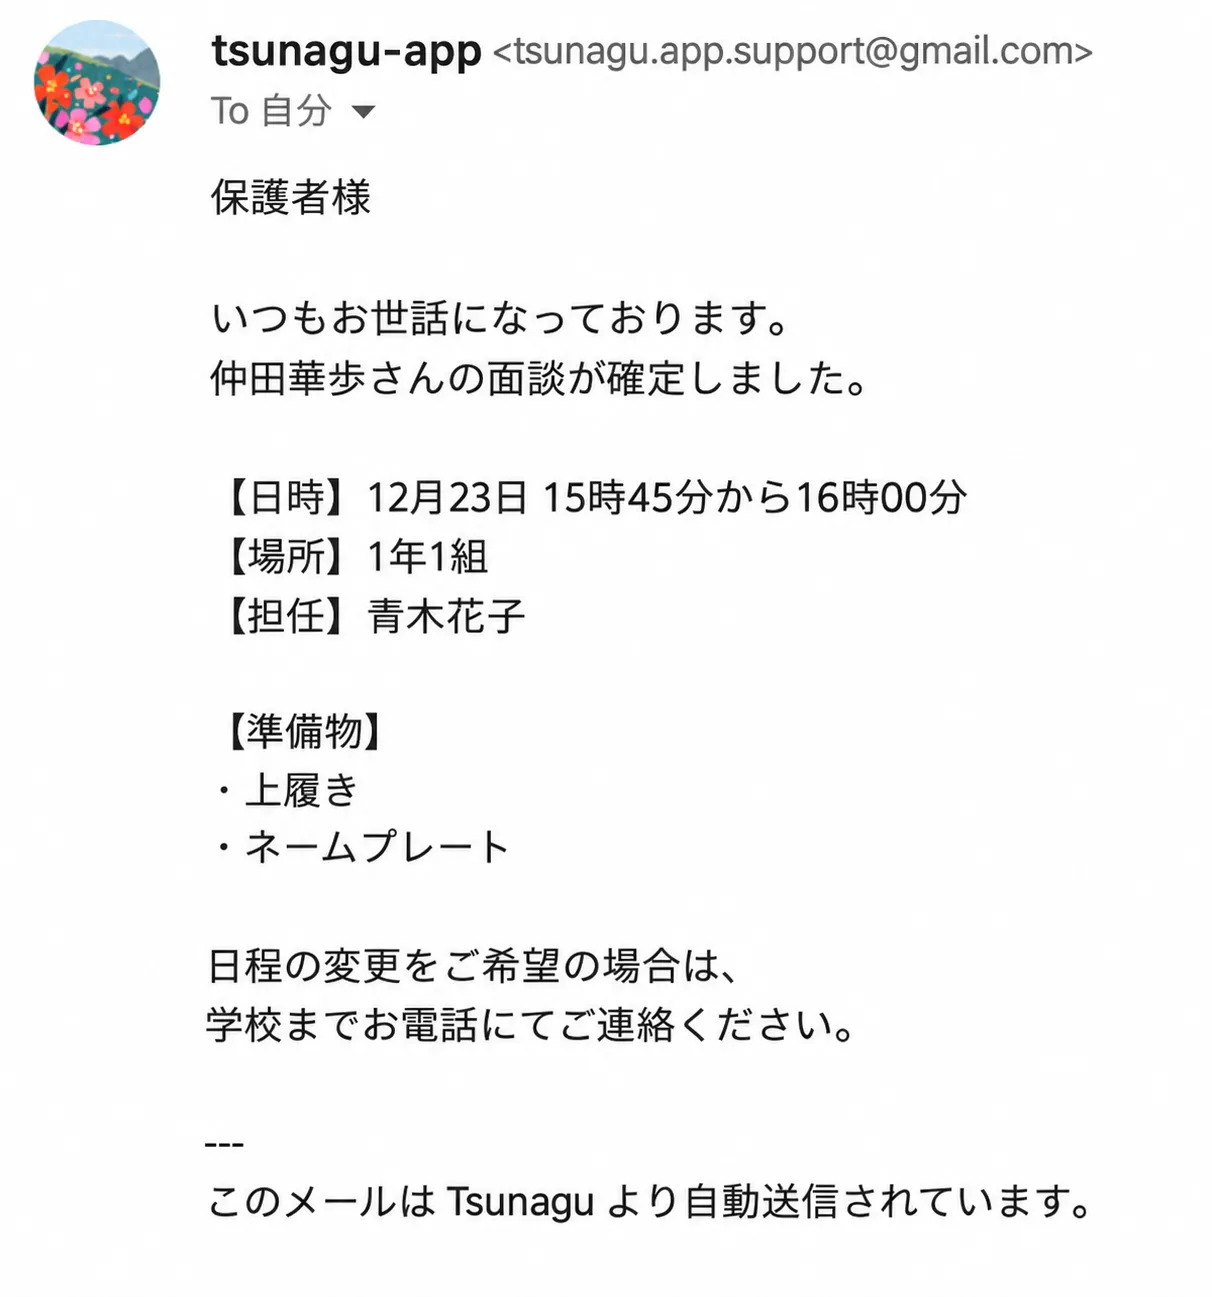 tsunagu-app <tsunagu.app.support@gmail.com>
To 自分
保護者様
いつもお世話になっております。
仲田華歩さんの面談が確定しました。
【日時】12月23日 15時45分から16時00分
【場所】1年1組
【担任】青木花子
【準備物】
・上履き
・ネームプレート
日程の変更をご希望の場合は、
学校までお電話にてご連絡ください。
---
このメールは Tsunagu より自動送信されています。